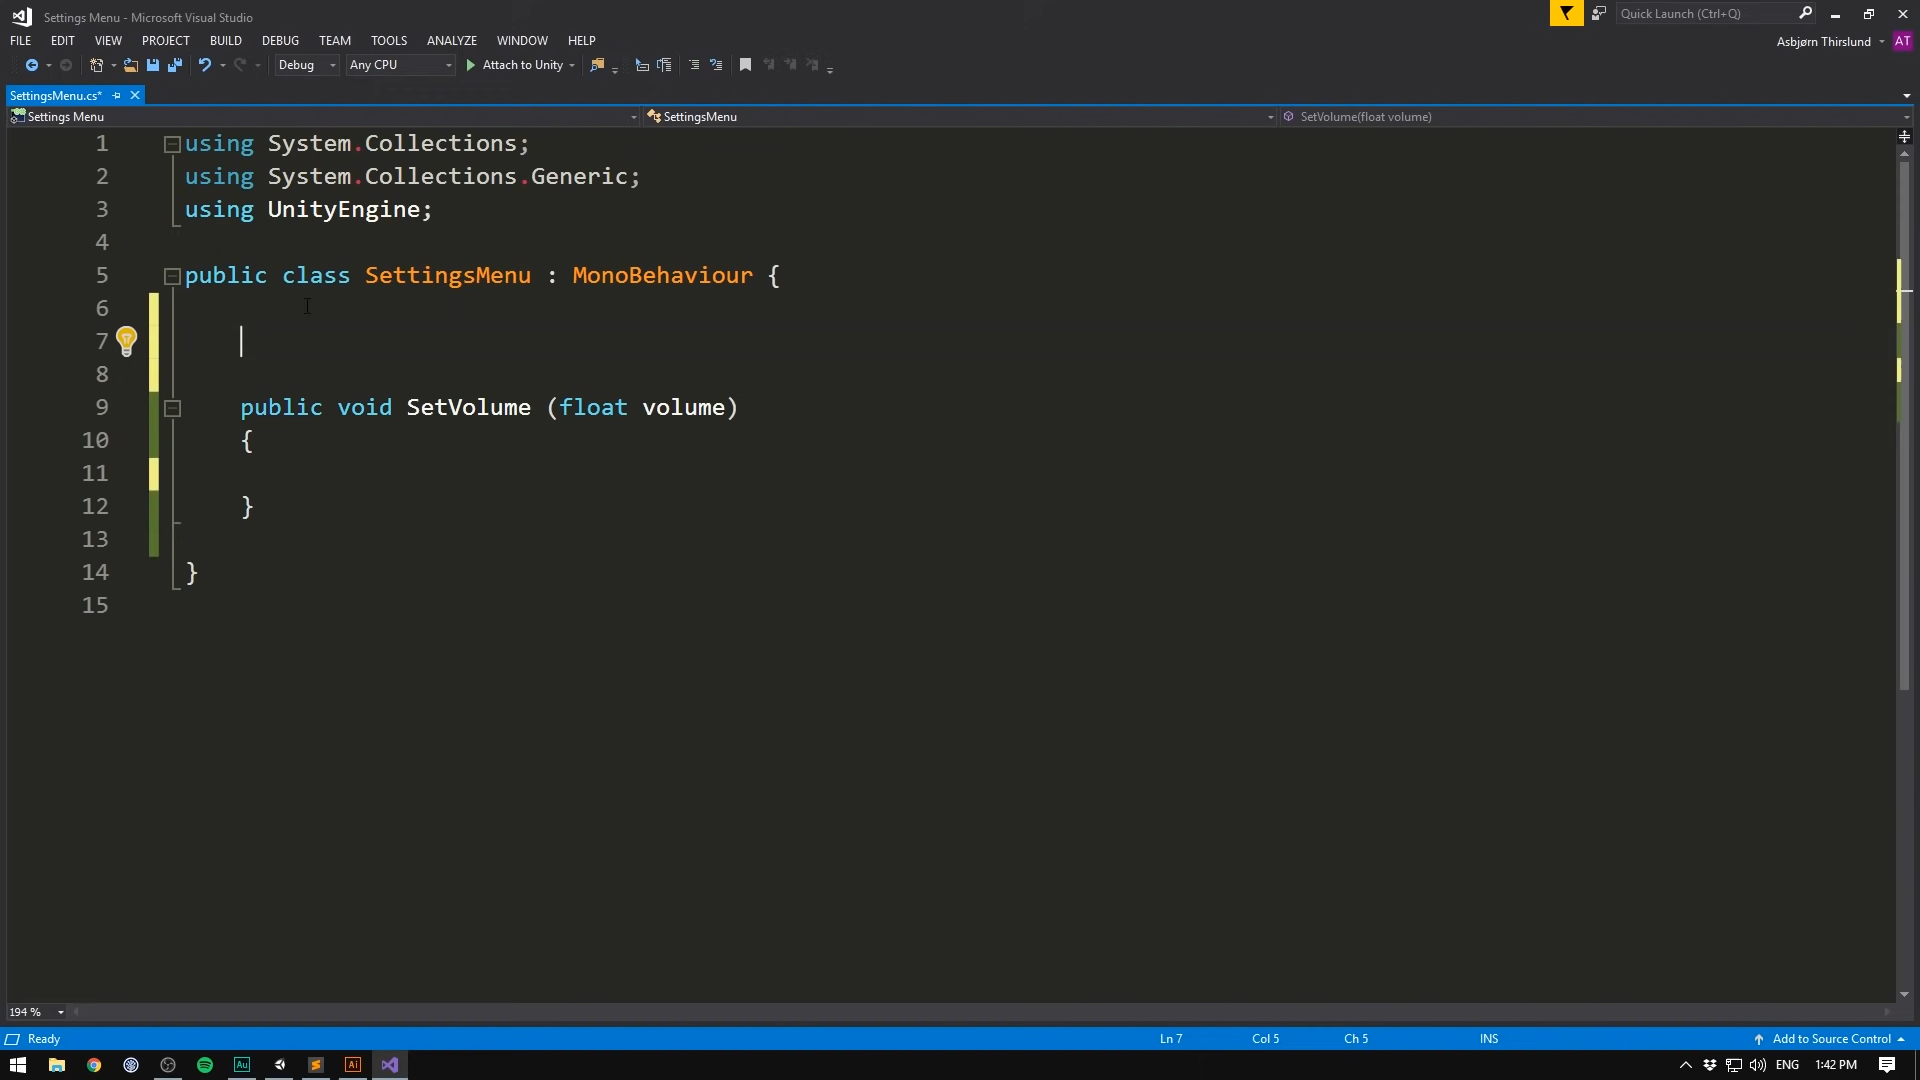 Settings Menu - Microsoft Visual Studio
Quick Launch (Ctrl+Q)
FILE EDIT VIEW PROJECT BUILD DEBUG TEAM TOOLS ANALYZE WINDOW HELP
Asbjørn Thirslund AT
Debug Any CPU Attach to Unity
SettingsMenu.cs*
Settings Menu SettingsMenu SetVolume(float volume)
1 using System.Collections;
2 using System.Collections.Generic;
3 using UnityEngine;
4
5 public class SettingsMenu : MonoBehaviour {
6
7
8
9 public void SetVolume (float volume)
10 {
11
12 }
13
14 }
15
194 %
Ready Ln 7 Col 5 Ch 5 INS Add to Source Control
Au Ai ENG 1:42 PM